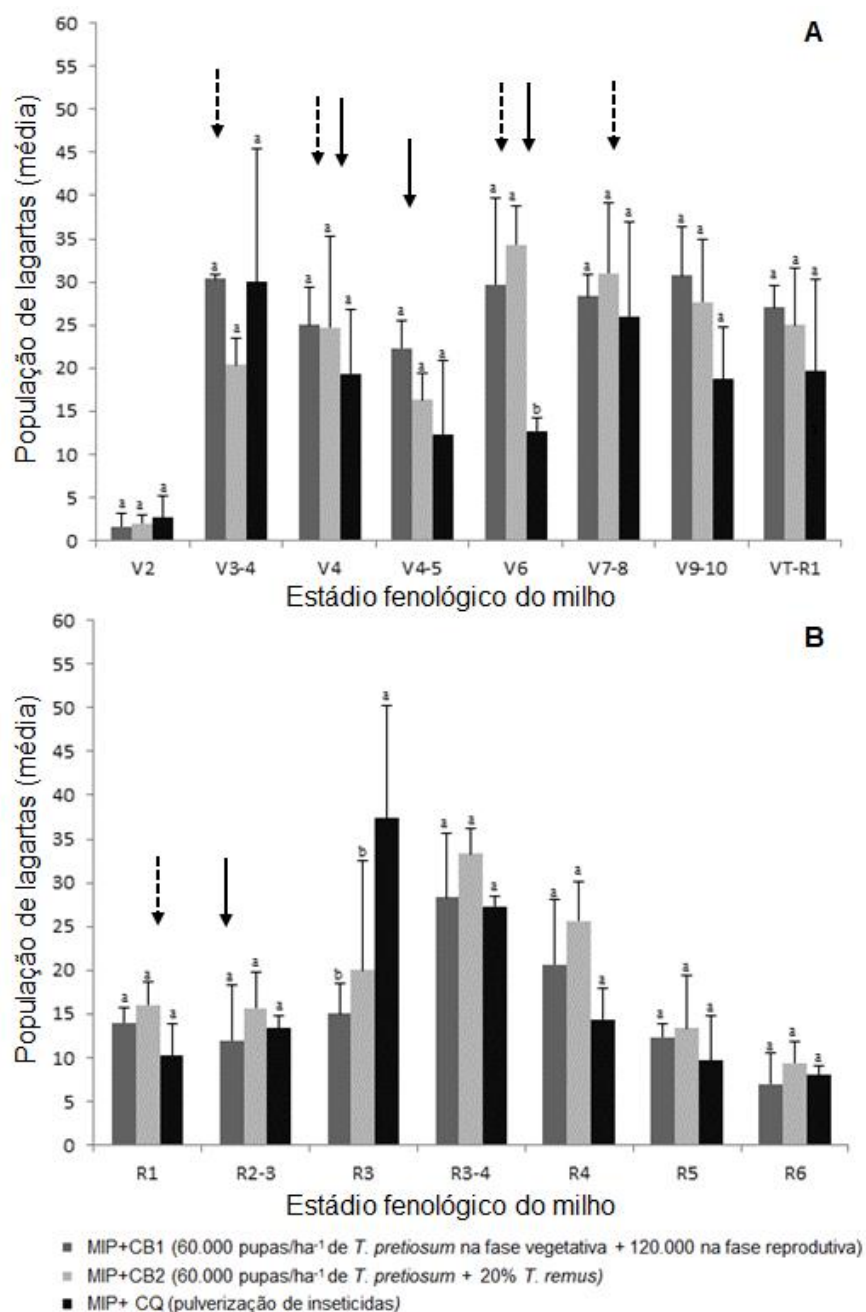 A
População de lagartas (média)
60
55
50
45
40
35
30
25
20
15
10
5
0
a a a
a a a
a a a
a a a
a a b
a a a
a a a
a a a
V2 V3-4 V4 V4-5 V6 V7-8 V9-10 VT-R1
Estádio fenológico do milho
B
População de lagartas (média)
60
55
50
45
40
35
30
25
20
15
10
5
0
a a a
a a a
b b a
a a a
a a a
a a a
a a a
R1 R2-3 R3 R3-4 R4 R5 R6
Estádio fenológico do milho
MIP+CB1 (60.000 pupas/ha⁻¹ de T. pretiosum na fase vegetativa + 120.000 na fase reprodutiva)
MIP+CB2 (60.000 pupas/ha⁻¹ de T. pretiosum + 20% T. remus)
MIP+ CQ (pulverização de inseticidas)